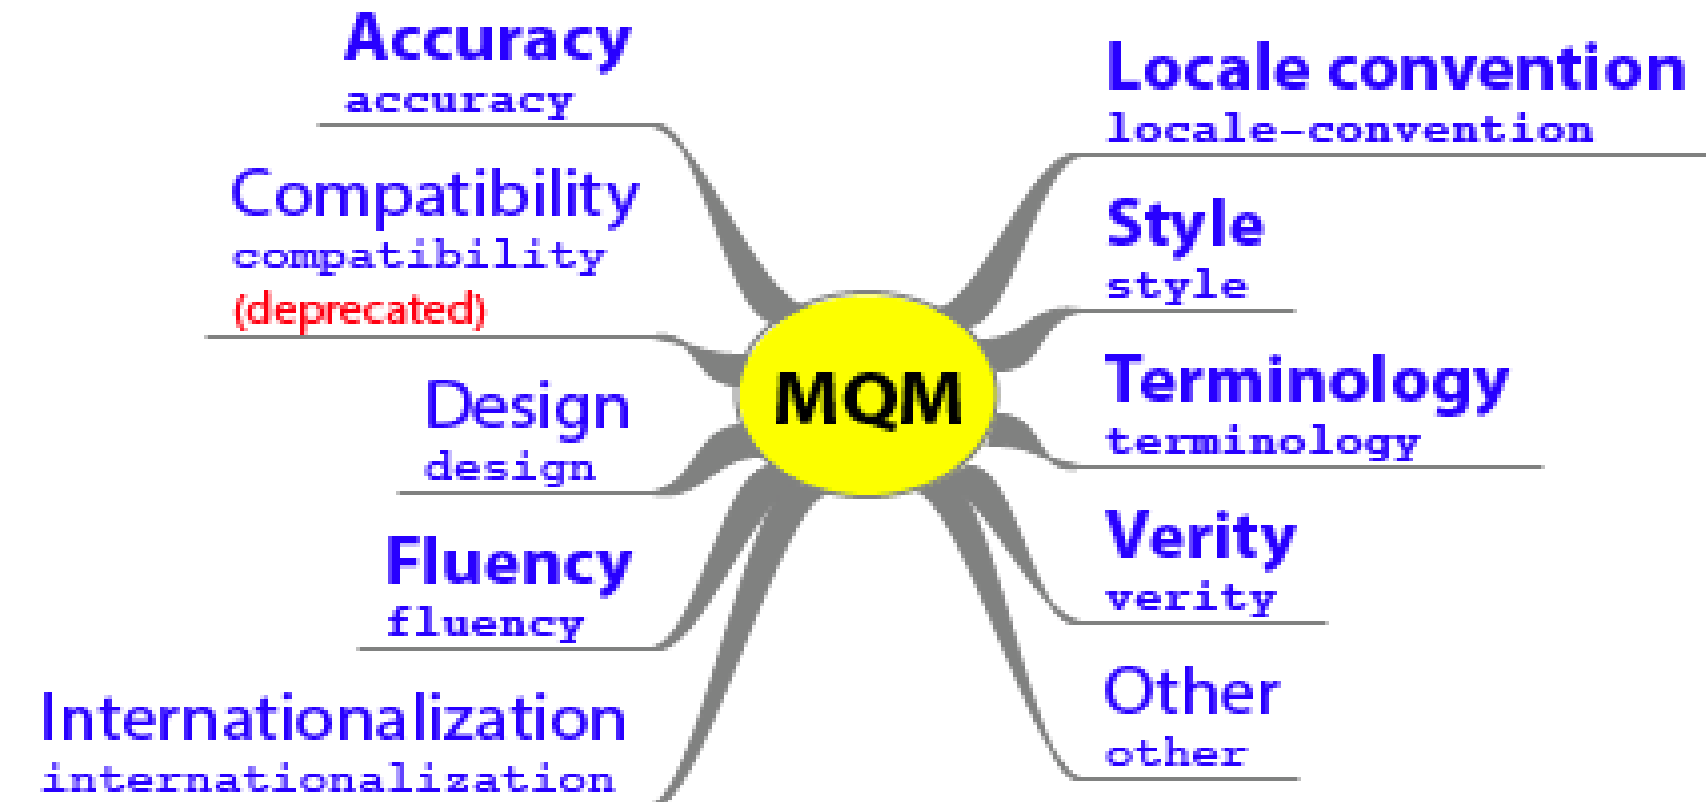 Accuracy
accuracy
Compatibility
compatibility
(deprecated)
Design
design
Fluency
fluency
Internationalization
internationalization
MQM
Locale convention
locale-convention
Style
style
Terminology
terminology
Verity
verity
Other
other